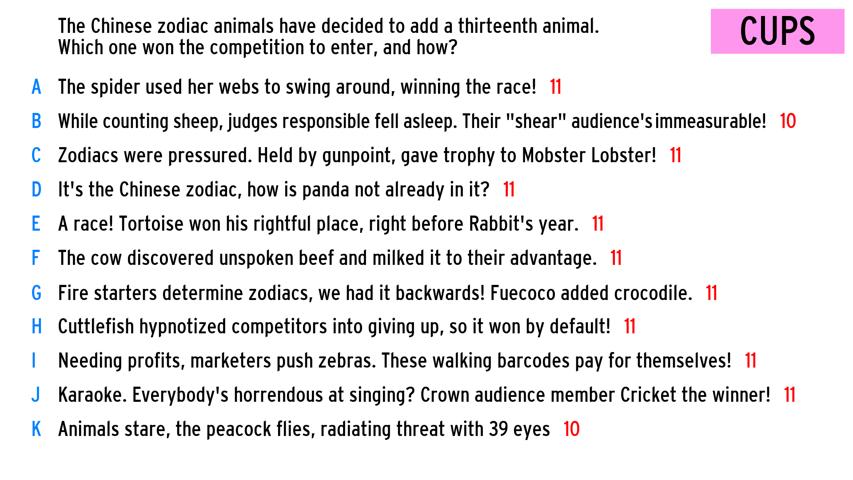 The Chinese zodiac animals have decided to add a thirteenth animal.
Which one won the competition to enter, and how?
CUPS
A The spider used her webs to swing around, winning the race! 11
B While counting sheep, judges responsible fell asleep. Their "shear" audience's immeasurable! 10
C Zodiacs were pressured. Held by gunpoint, gave trophy to Mobster Lobster! 11
D It's the Chinese zodiac, how is panda not already in it? 11
E A race! Tortoise won his rightful place, right before Rabbit's year. 11
F The cow discovered unspoken beef and milked it to their advantage. 11
G Fire starters determine zodiacs, we had it backwards! Fuecoco added crocodile. 11
H Cuttlefish hypnotized competitors into giving up, so it won by default! 11
I Needing profits, marketers push zebras. These walking barcodes pay for themselves! 11
J Karaoke. Everybody's horrendous at singing? Crown audience member Cricket the winner! 11
K Animals stare, the peacock flies, radiating threat with 39 eyes 10